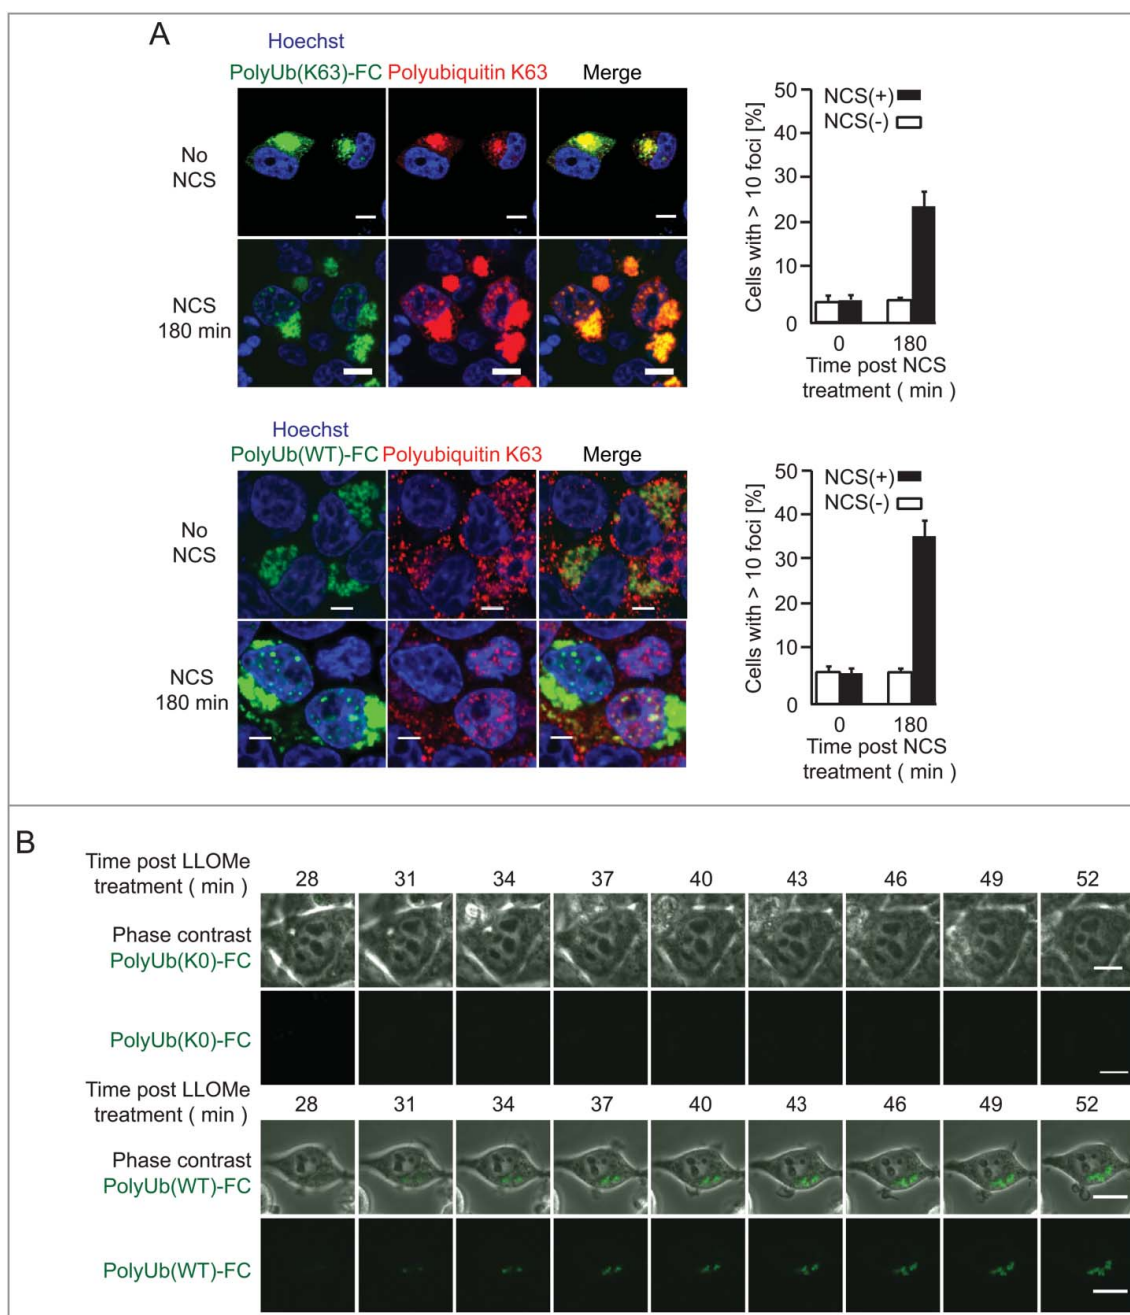 A
Hoechst
PolyUb(K63)-FC Polyubiquitin K63 Merge
No
NCS
NCS
180 min
NCS(+)
NCS(-)
Cells with > 10 foci [%]
50
40
30
20
10
0
0 180
Time post NCS
treatment ( min )
Hoechst
PolyUb(WT)-FC Polyubiquitin K63 Merge
No
NCS
NCS
180 min
NCS(+)
NCS(-)
Cells with > 10 foci [%]
50
40
30
20
10
0
0 180
Time post NCS
treatment ( min )
B
Time post LLOMe
treatment ( min ) 28 31 34 37 40 43 46 49 52
Phase contrast
PolyUb(K0)-FC
PolyUb(K0)-FC
Time post LLOMe
treatment ( min ) 28 31 34 37 40 43 46 49 52
Phase contrast
PolyUb(WT)-FC
PolyUb(WT)-FC